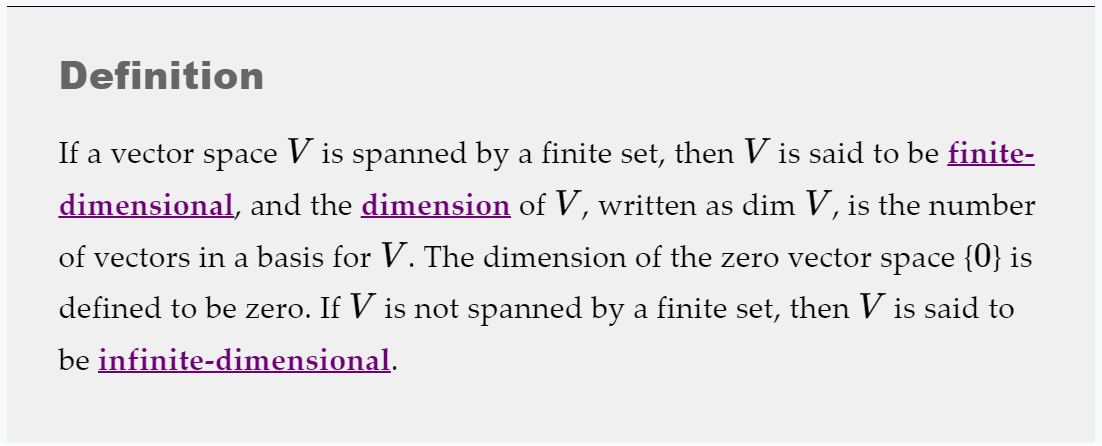 Definition
If a vector space V is spanned by a finite set, then V is said to be finite-
dimensional, and the dimension of V, written as dim V, is the number
of vectors in a basis for V. The dimension of the zero vector space {0} is
defined to be zero. If V is not spanned by a finite set, then V is said to
be infinite-dimensional.